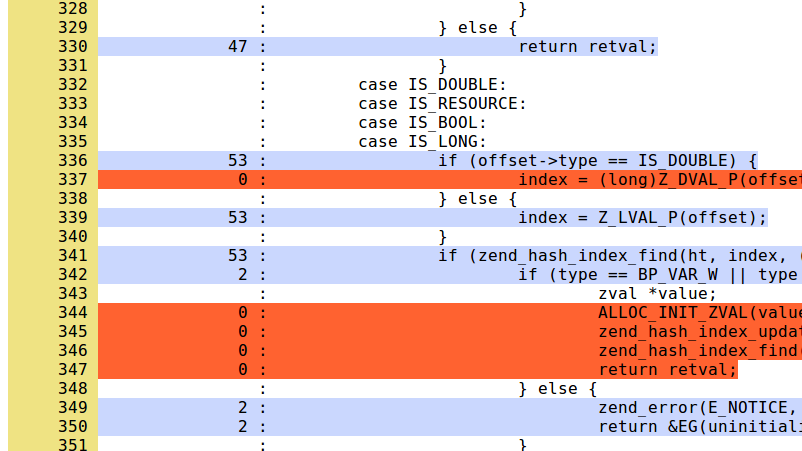 328 : }
329 : } else {
330 47 : return retval;
331 : }
332 : case IS_DOUBLE:
333 : case IS_RESOURCE:
334 : case IS_BOOL:
335 : case IS_LONG:
336 53 : if (offset->type == IS_DOUBLE) {
337 0 : index = (long)Z_DVAL_P(offset
338 : } else {
339 53 : index = Z_LVAL_P(offset);
340 : }
341 53 : if (zend_hash_index_find(ht, index, (
342 2 : if (type == BP_VAR_W || type
343 : zval *value;
344 0 : ALLOC_INIT_ZVAL(value
345 0 : zend_hash_index_updat
346 0 : zend_hash_index_find(
347 0 : return retval;
348 : } else {
349 2 : zend_error(E_NOTICE,
350 2 : return &EG(uninitiali
351 : }